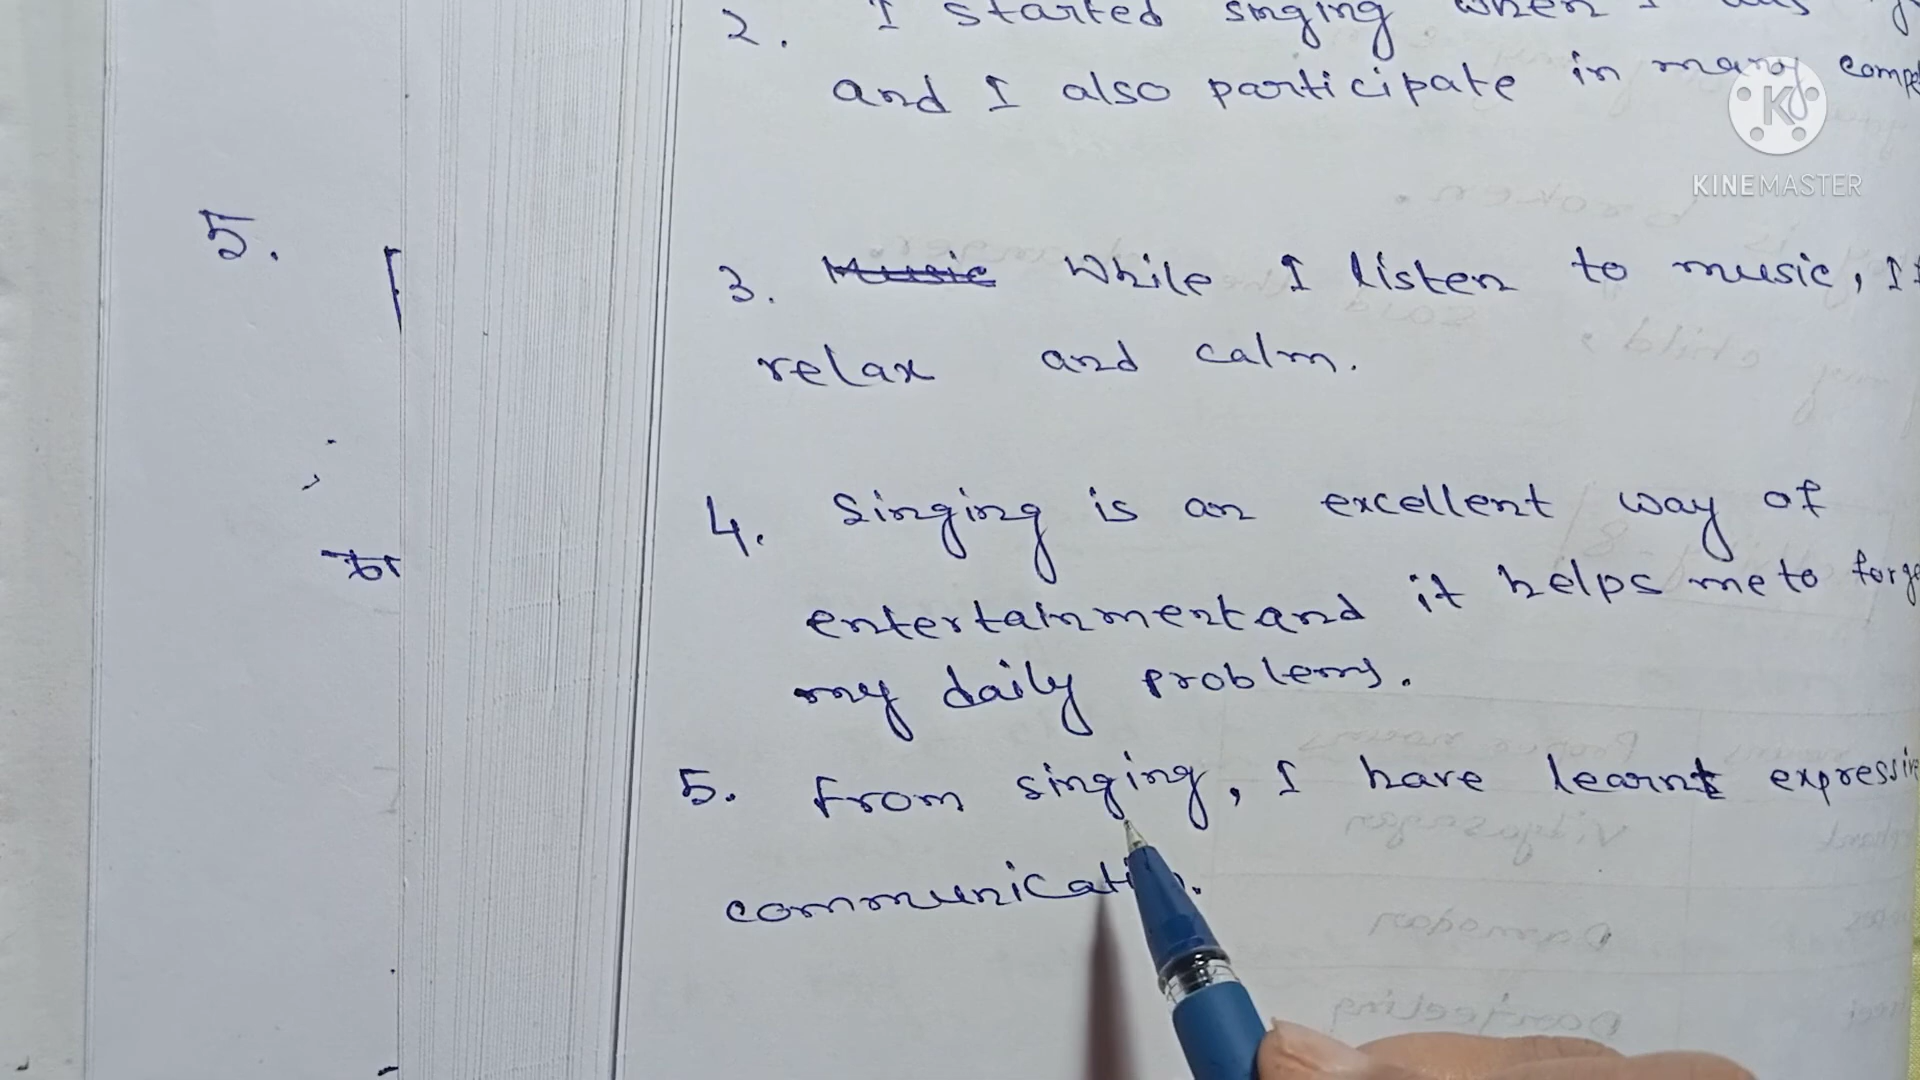 2. I started singing when I was
and I also participate in many
KINEMASTER
5.
3. Music While I listen to music, I
relax and calm.
4. Singing is an excellent way of
entertainment and it helps me to
my daily problems.
5. From singing, I have learnt